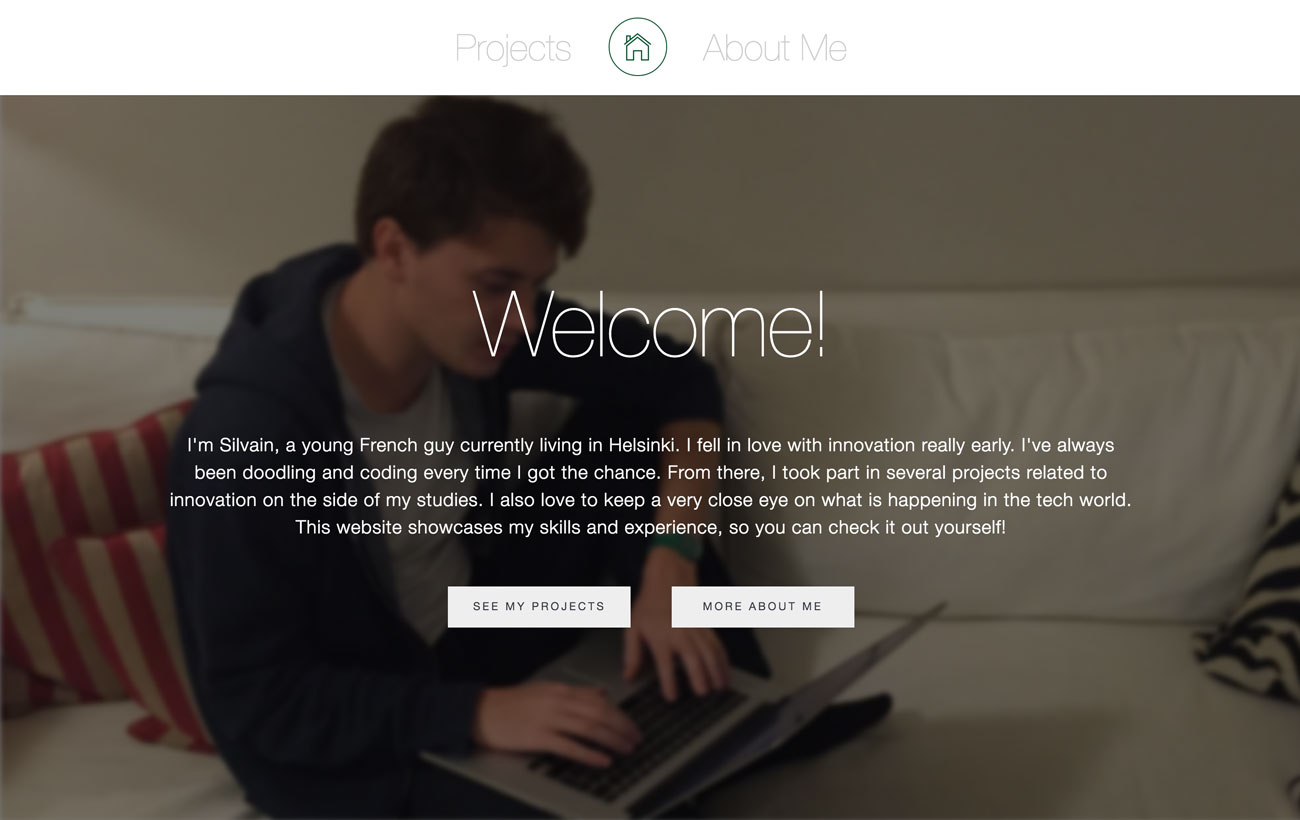 Projects About Me
Welcome!
I'm Silvain, a young French guy currently living in Helsinki. I fell in love with innovation really early. I've always
been doodling and coding every time I got the chance. From there, I took part in several projects related to
innovation on the side of my studies. I also love to keep a very close eye on what is happening in the tech world.
This website showcases my skills and experience, so you can check it out yourself!
SEE MY PROJECTS MORE ABOUT ME